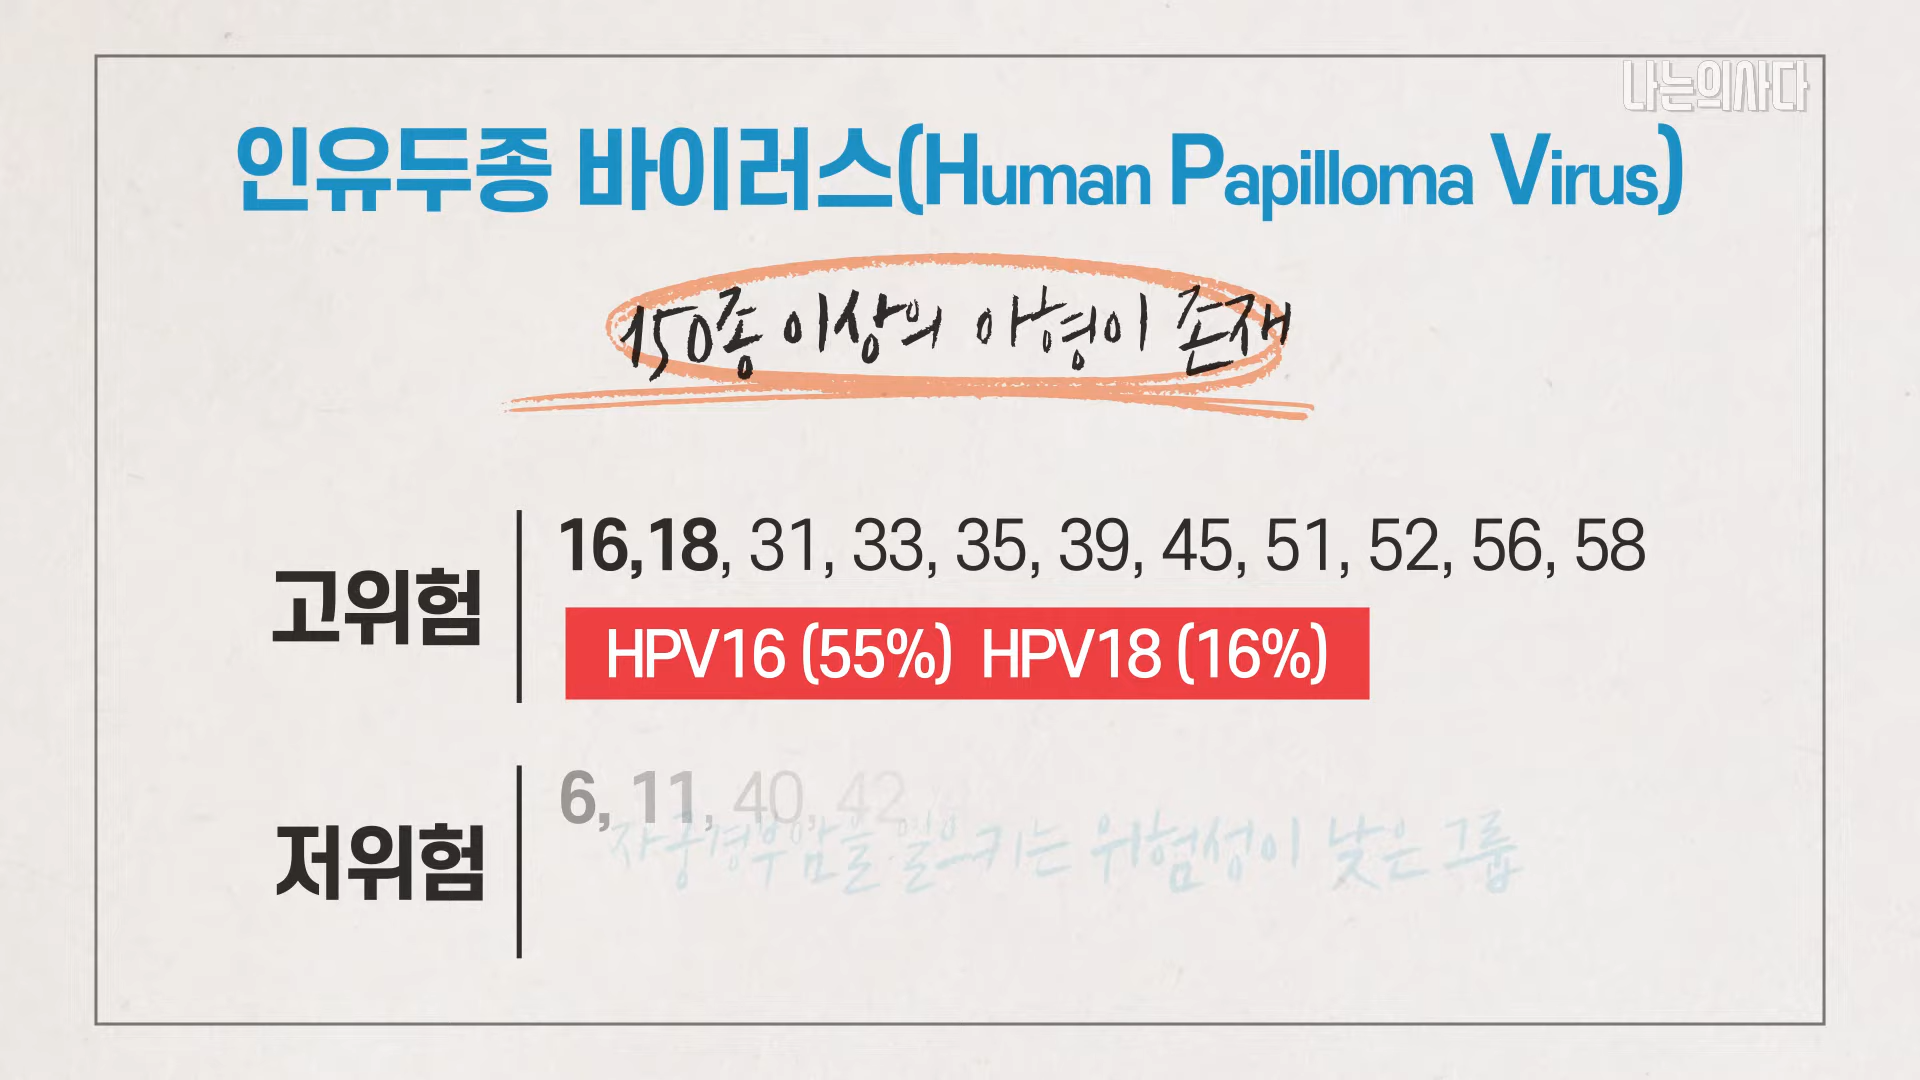 나는의사다
인유두종 바이러스(Human Papilloma Virus)
150종 이상의 아형이 존재
고위험
16,18, 31, 33, 35, 39, 45, 51, 52, 56, 58
HPV16 (55%) HPV18 (16%)
저위험
6, 11, 40, 42
자궁경부암을 일으키는 위험성이 낮은 그룹